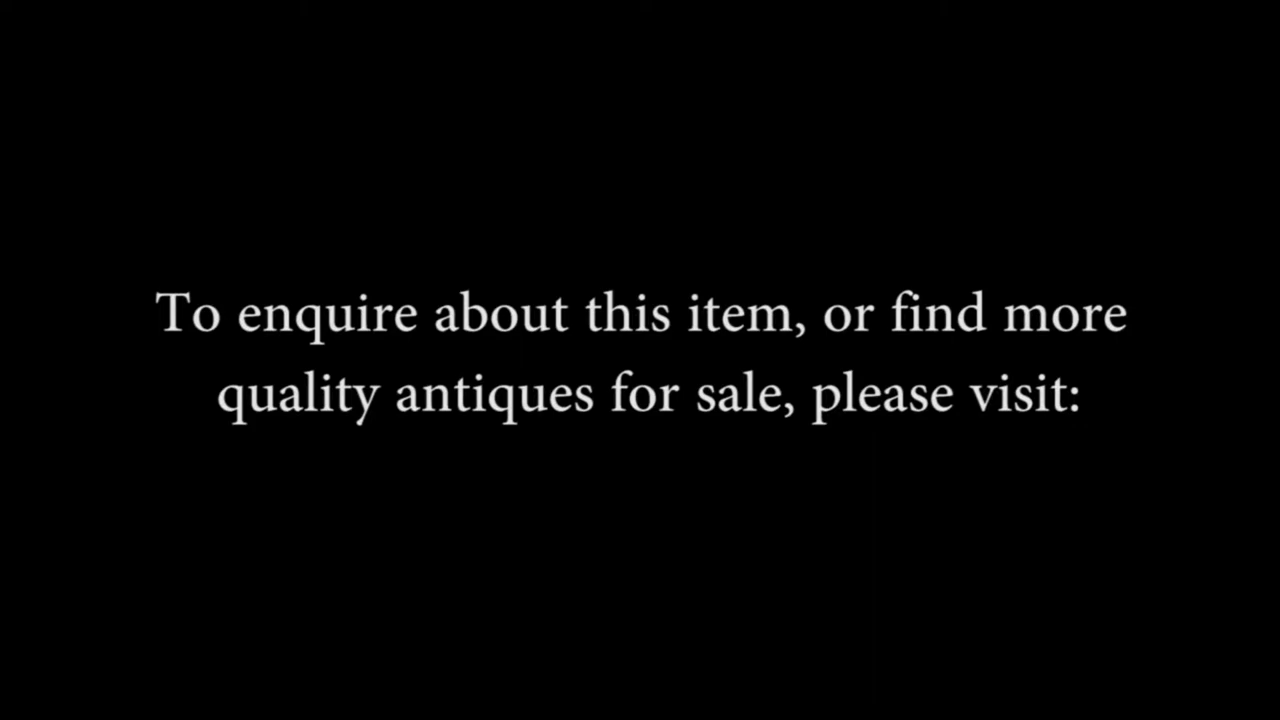 To enquire about this item, or find more
quality antiques for sale, please visit: